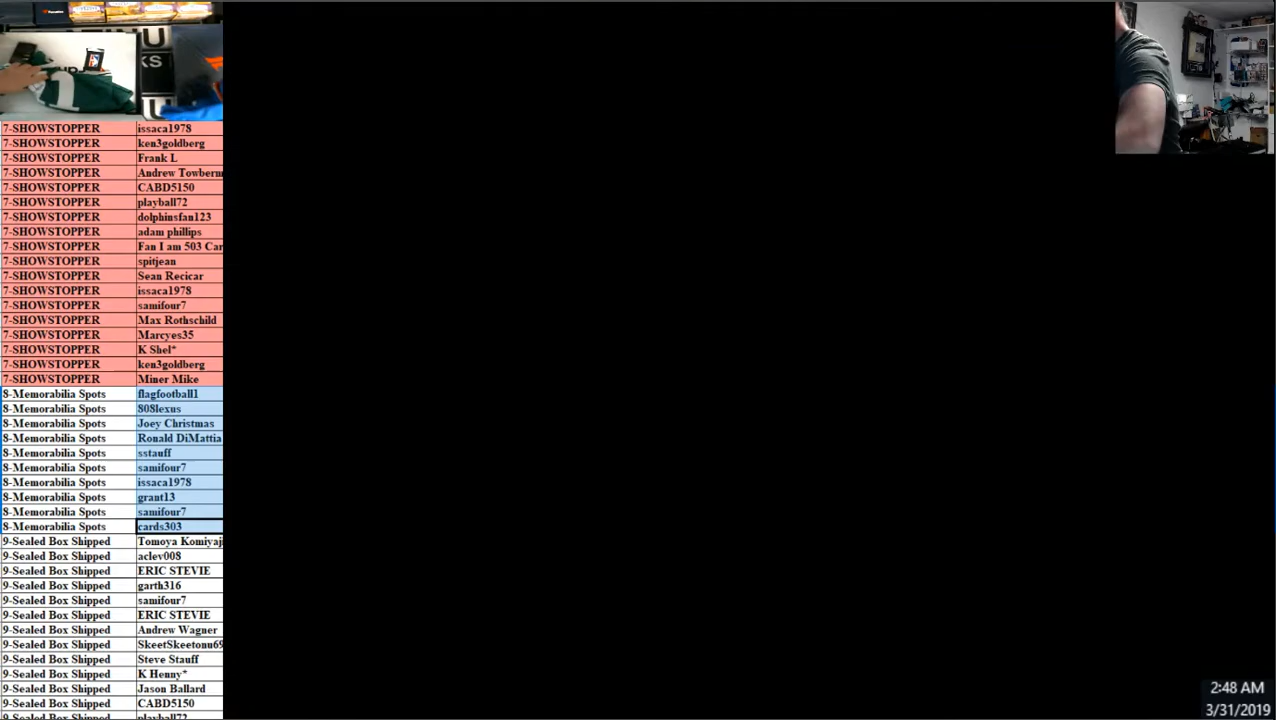 NU
KS
7-SHOWSTOPPER issaca1978
7-SHOWSTOPPER ken3goldberg
7-SHOWSTOPPER Frank L
7-SHOWSTOPPER Andrew Towberm
7-SHOWSTOPPER CABD5150
7-SHOWSTOPPER playball72
7-SHOWSTOPPER dolphinsfan123
7-SHOWSTOPPER adam phillips
7-SHOWSTOPPER Fan I am 503 Car
7-SHOWSTOPPER spitjean
7-SHOWSTOPPER Sean Recicar
7-SHOWSTOPPER issaca1978
7-SHOWSTOPPER samifour7
7-SHOWSTOPPER Max Rothschild
7-SHOWSTOPPER Marcyes35
7-SHOWSTOPPER K Shel*
7-SHOWSTOPPER ken3goldberg
7-SHOWSTOPPER Miner Mike
8-Memorabilia Spots flagfootball1
8-Memorabilia Spots 808lexus
8-Memorabilia Spots Joey Christmas
8-Memorabilia Spots Ronald DiMattia
8-Memorabilia Spots sstauff
8-Memorabilia Spots samifour7
8-Memorabilia Spots issaca1978
8-Memorabilia Spots grant13
8-Memorabilia Spots samifour7
8-Memorabilia Spots cards303
9-Sealed Box Shipped Tomoya Komiyaj
9-Sealed Box Shipped aclev008
9-Sealed Box Shipped ERIC STEVIE
9-Sealed Box Shipped garth316
9-Sealed Box Shipped samifour7
9-Sealed Box Shipped ERIC STEVIE
9-Sealed Box Shipped Andrew Wagner
9-Sealed Box Shipped SkeetSkeetonu69
9-Sealed Box Shipped Steve Stauff
9-Sealed Box Shipped K Henny*
9-Sealed Box Shipped Jason Ballard
9-Sealed Box Shipped CABD5150
9-Sealed Box Shipped playball72
2:48 AM
3/31/2019